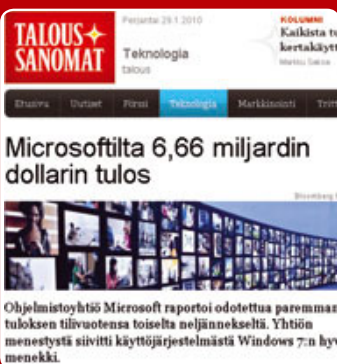 TALOUS
SANOMAT
Perjantai 29.1.2010
Teknologia
talous
KOLUMNI
Kaikista
kertakäytt
Markku
Etusivu Uutiset Pörssi Teknologia Markkinointi
Microsoftilta 6,66 miljardin
dollarin tulos
Bloomberg
Ohjelmistoyhtiö Microsoft raportoi odotettua paremman
tuloksen tilivuotensa toiselta neljännekseltä. Yhtiön
menestystä siivitti käyttöjärjestelmästä Windows 7:n hyv
menekki.